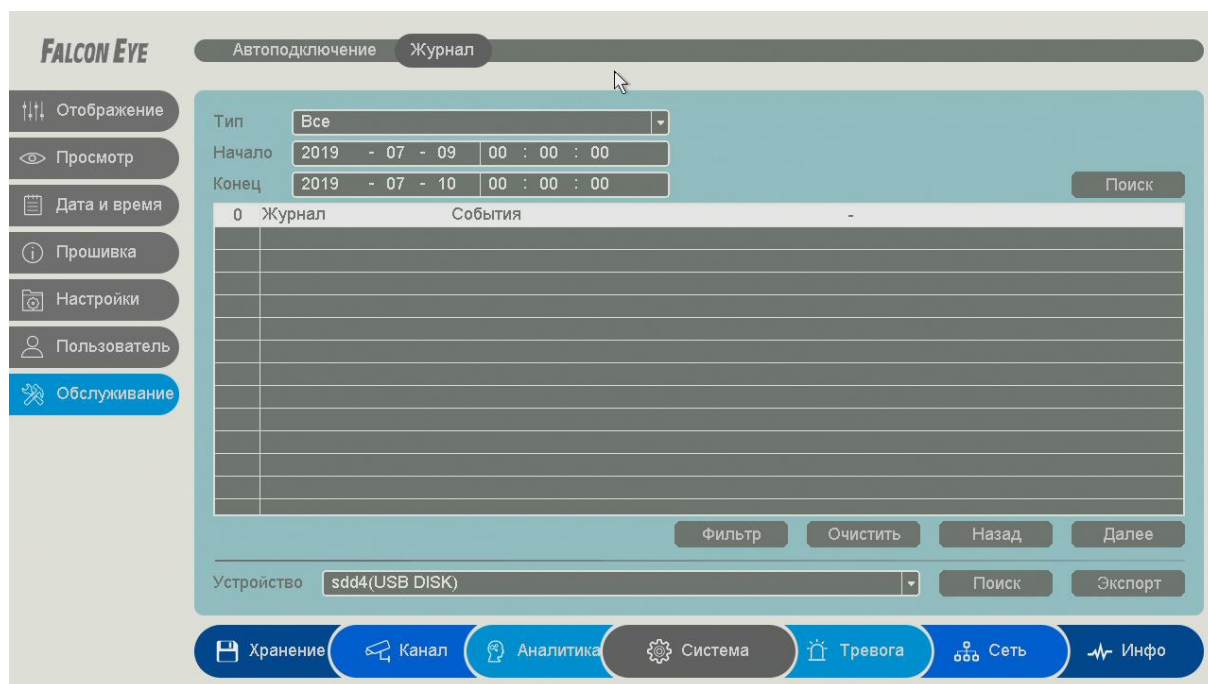 FALCON EYE
Автоподключение Журнал
Отображение
Просмотр
Дата и время
Прошивка
Настройки
Пользователь
Обслуживание
Тип Все
Начало 2019 - 07 - 09 00 : 00 : 00
Конец 2019 - 07 - 10 00 : 00 : 00
Поиск
0 Журнал События -
Фильтр Очистить Назад Далее
Устройство sdd4(USB DISK) Поиск Экспорт
Хранение Канал Аналитика Система Тревога Сеть Инфо